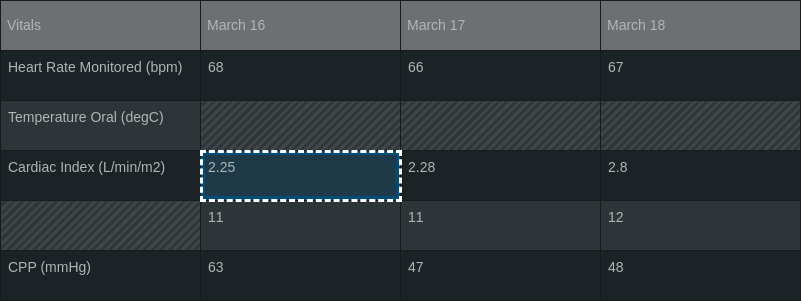 Vitals March 16 March 17 March 18
Heart Rate Monitored (bpm) 68 66 67
Temperature Oral (degC)
Cardiac Index (L/min/m2) 2.25 2.28 2.8
11 11 12
CPP (mmHg) 63 47 48